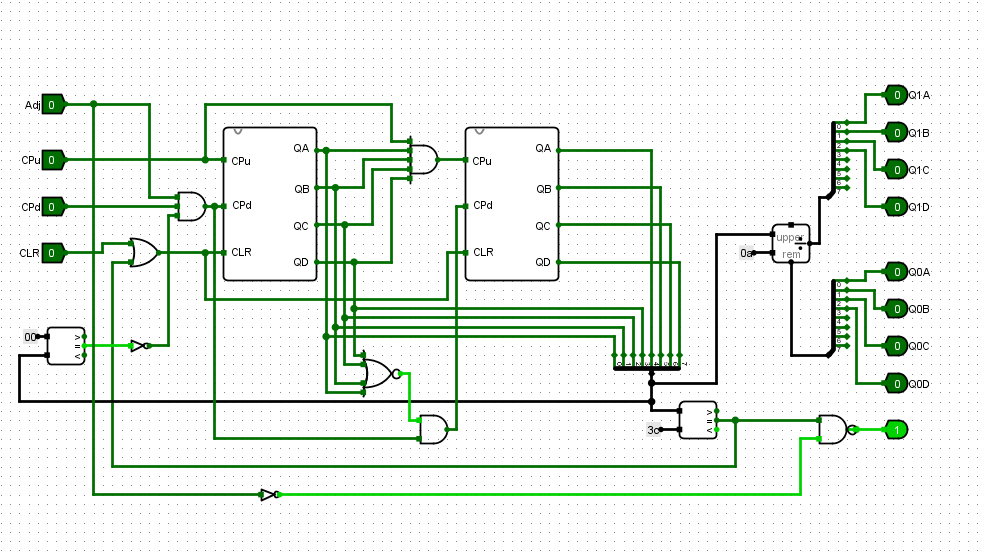 Adj 0
CPu 0
CPd 0
CLR 0
CPu QA
CPd QB
QC
CLR QD
CPu QA
CPd QB
QC
CLR QD
00
>
=
<
3c
>
=
<
0a
upper
rem
0 Q1A
0 Q1B
0 Q1C
0 Q1D
0 Q0A
0 Q0B
0 Q0C
0 Q0D
1